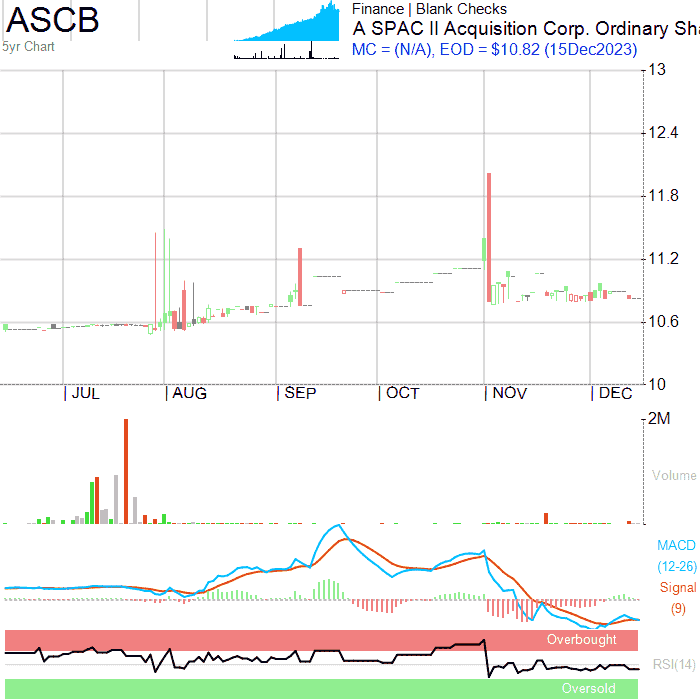 ASCB
5yr Chart
Finance | Blank Checks
A SPAC II Acquisition Corp. Ordinary Sha
MC = (N/A), EOD = $10.82 (15Dec2023)
13
12.4
11.8
11.2
10.6
10
JUL AUG SEP OCT NOV DEC
2M
Volume
MACD
(12-26)
Signal
(9)
Overbought
RSI(14)
Oversold